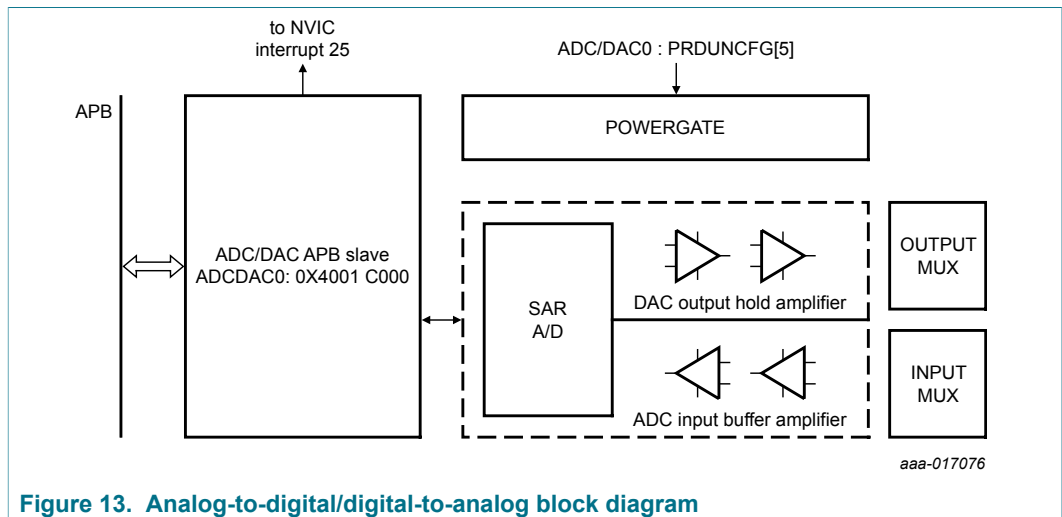 to NVIC
interrupt 25
ADC/DAC0 : PRDUNCFG[5]
APB
POWERGATE
ADC/DAC APB slave
ADCDAC0: 0X4001 C000
SAR
A/D
DAC output hold amplifier
OUTPUT
MUX
ADC input buffer amplifier
INPUT
MUX
aaa-017076
Figure 13. Analog-to-digital/digital-to-analog block diagram